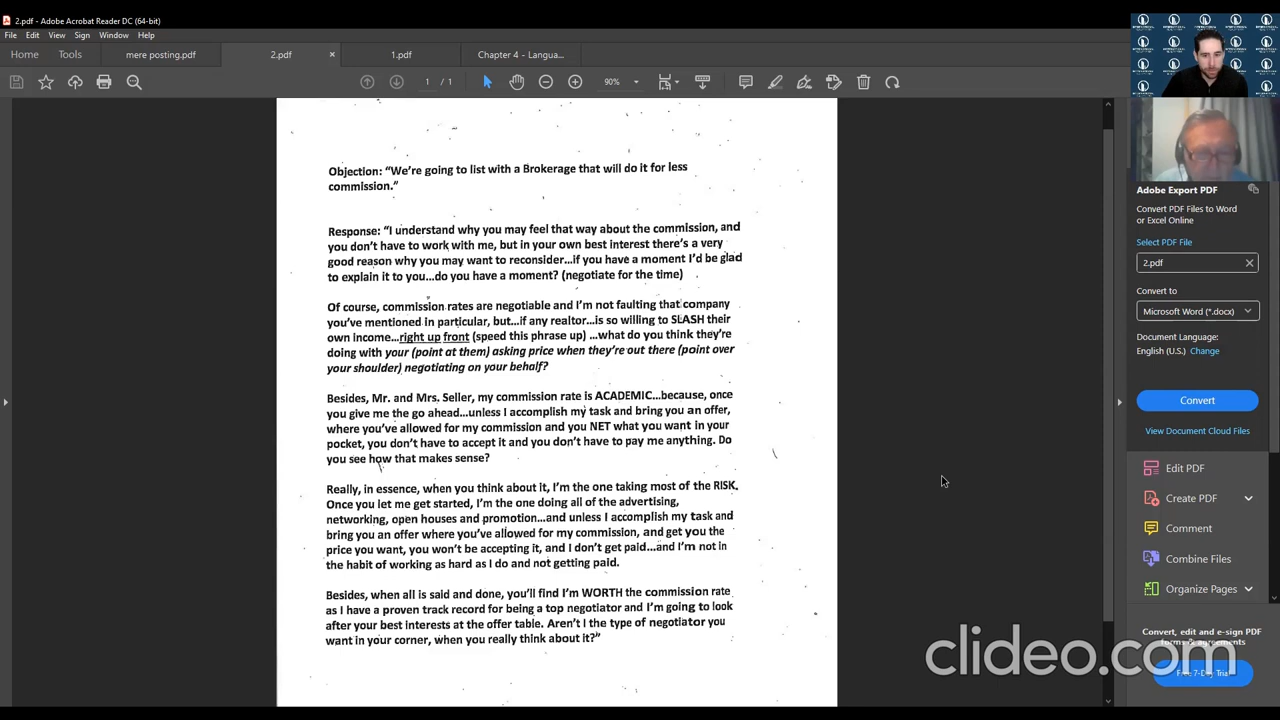 2.pdf - Adobe Acrobat Reader DC (64-bit)
File Edit View Sign Window Help
Home Tools mere posting.pdf 2.pdf × 1.pdf Chapter 4 - Langua...
1 / 1 90%
Objection: “We’re going to list with a Brokerage that will do it for less
commission.”
Response: “I understand why you may feel that way about the commission, and
you don’t have to work with me, but in your own best interest there’s a very
good reason why you may want to reconsider…if you have a moment I’d be glad
to explain it to you…do you have a moment? (negotiate for the time)
Of course, commission rates are negotiable and I’m not faulting that company
you’ve mentioned in particular, but…if any realtor…is so willing to SLASH their
own income…right up front (speed this phrase up) …what do you think they’re
doing with your (point at them) asking price when they’re out there (point over
your shoulder) negotiating on your behalf?
Besides, Mr. and Mrs. Seller, my commission rate is ACADEMIC…because, once
you give me the go ahead…unless I accomplish my task and bring you an offer,
where you’ve allowed for my commission and you NET what you want in your
pocket, you don’t have to accept it and you don’t have to pay me anything. Do
you see how that makes sense?
Really, in essence, when you think about it, I’m the one taking most of the RISK.
Once you let me get started, I’m the one doing all of the advertising,
networking, open houses and promotion…and unless I accomplish my task and
bring you an offer where you’ve allowed for my commission, and get you the
price you want, you won’t be accepting it, and I don’t get paid…and I’m not in
the habit of working as hard as I do and not getting paid.
Besides, when all is said and done, you’ll find I’m WORTH the commission rate
as I have a proven track record for being a top negotiator and I’m going to look
after your best interests at the offer table. Aren’t I the type of negotiator you
want in your corner, when you really think about it?”
Adobe Export PDF
Convert PDF Files to Word
or Excel Online
Select PDF File
2.pdf
Convert to
Microsoft Word (*.docx)
Document Language:
English (U.S.) Change
Convert
View Document Cloud Files
Edit PDF
Create PDF
Comment
Combine Files
Organize Pages
Convert, edit and e-sign PDF
forms & agreements
Free 7-Day Trial
clideo.com